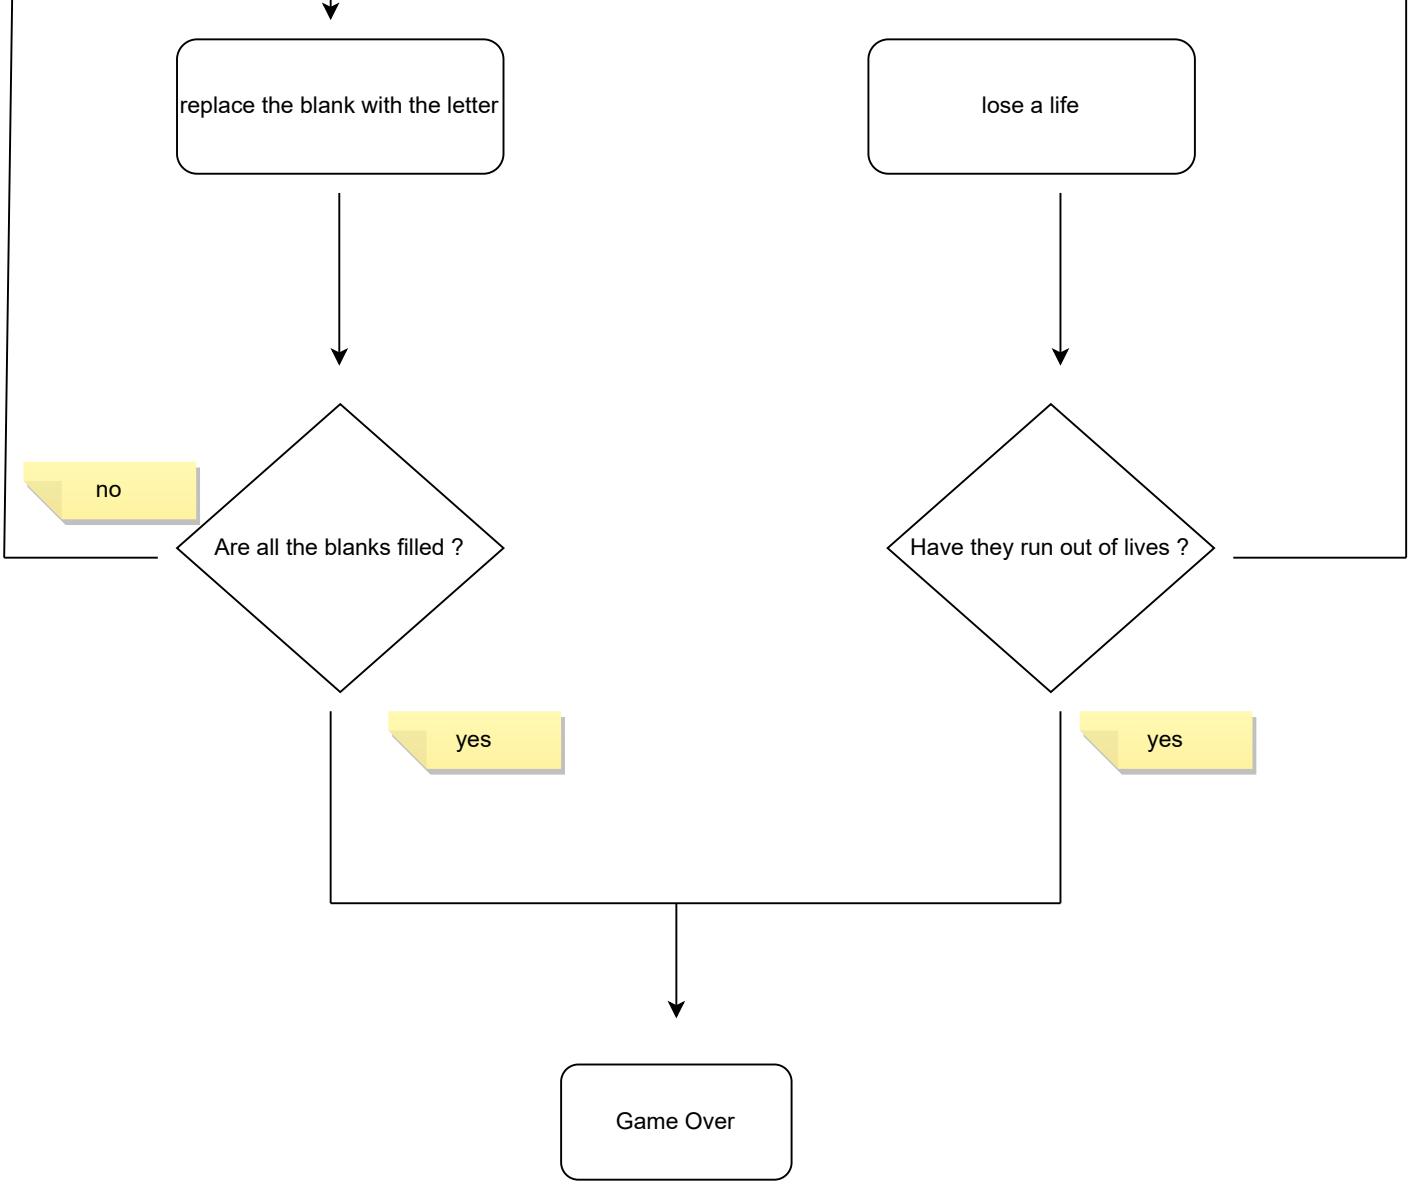 replace the blank with the letter
lose a life
no
Are all the blanks filled ?
Have they run out of lives ?
yes
yes
Game Over